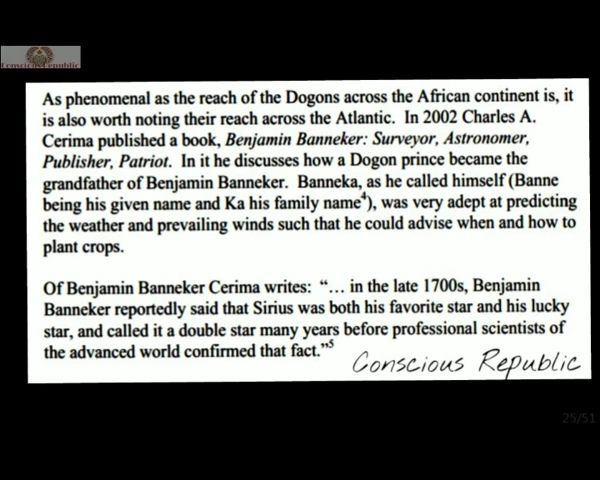 Conscious Republic
As phenomenal as the reach of the Dogons across the African continent is, it
is also worth noting their reach across the Atlantic. In 2002 Charles A.
Cerima published a book, Benjamin Banneker: Surveyor, Astronomer,
Publisher, Patriot. In it he discusses how a Dogon prince became the
grandfather of Benjamin Banneker. Banneka, as he called himself (Banne
being his given name and Ka his family name⁴), was very adept at predicting
the weather and prevailing winds such that he could advise when and how to
plant crops.
Of Benjamin Banneker Cerima writes: “… in the late 1700s, Benjamin
Banneker reportedly said that Sirius was both his favorite star and his lucky
star, and called it a double star many years before professional scientists of
the advanced world confirmed that fact.”⁵
Conscious Republic
25/51